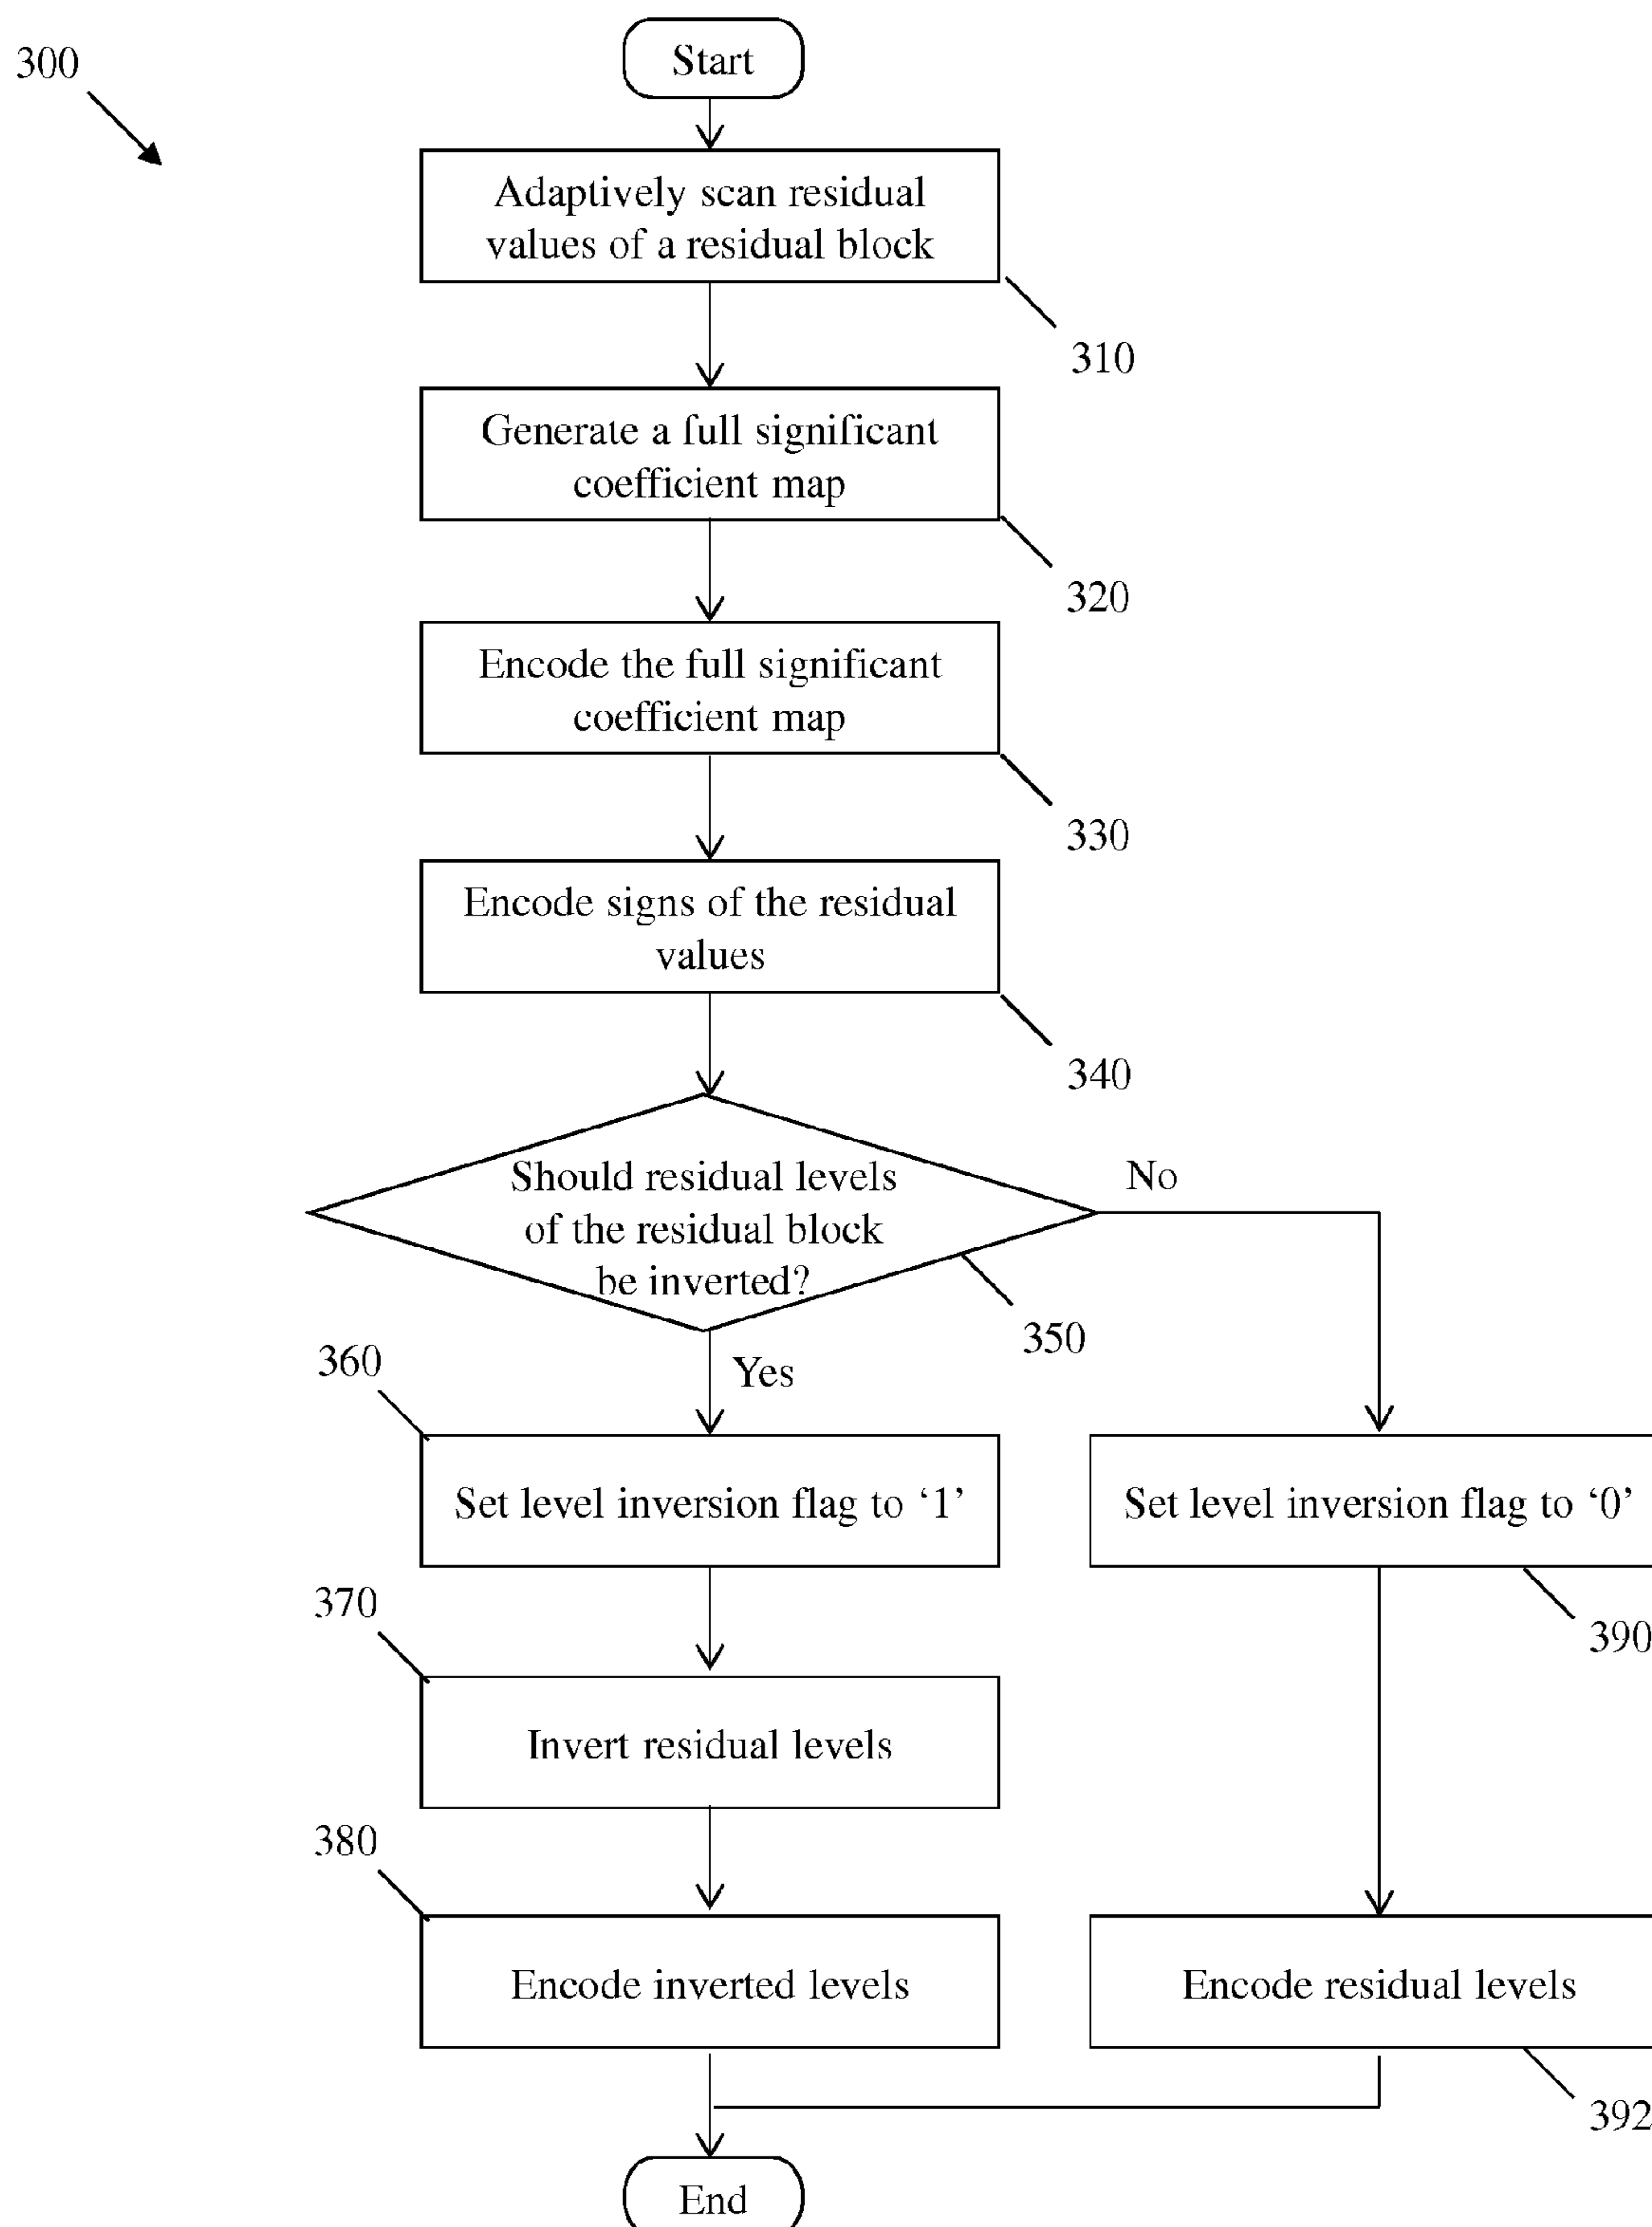 300
Start
Adaptively scan residual
values of a residual block
310
Generate a full significant
coefficient map
320
Encode the full significant
coefficient map
330
Encode signs of the residual
values
340
Should residual levels
of the residual block
be inverted?
No
350
Yes
360
Set level inversion flag to ‘1’
Set level inversion flag to ‘0’
390
370
Invert residual levels
380
Encode inverted levels
Encode residual levels
392
End